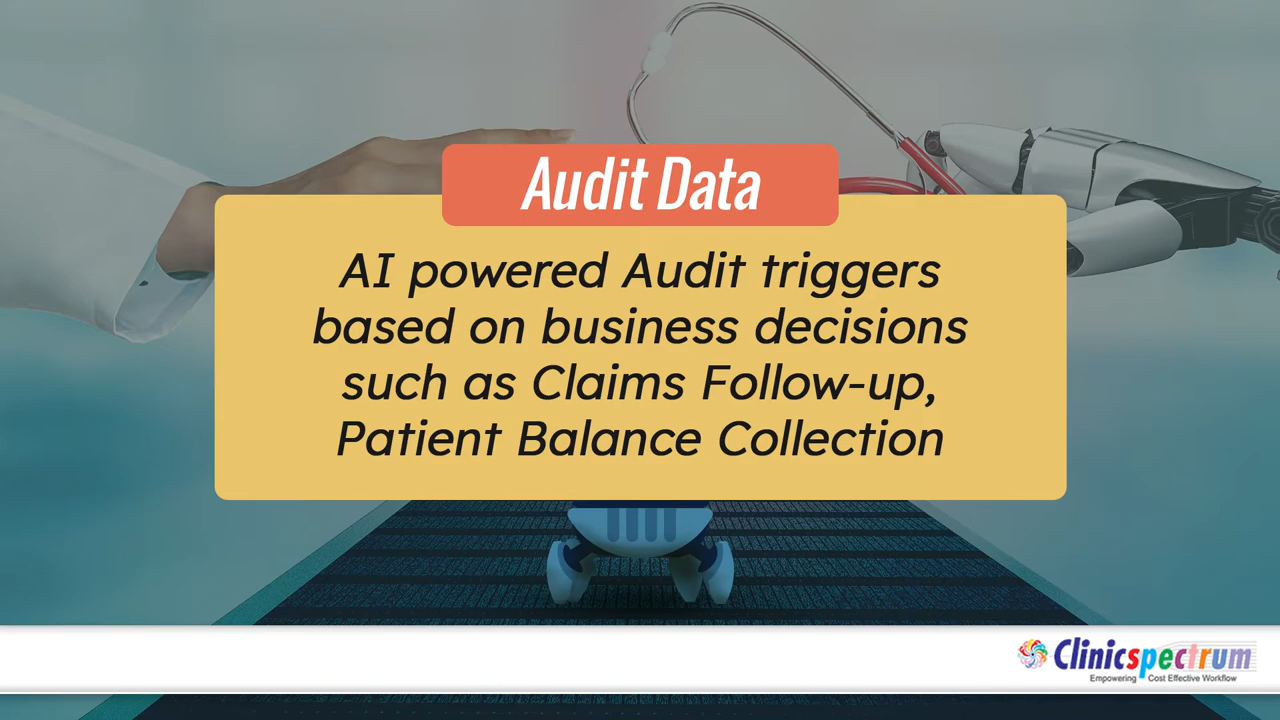 Audit Data
AI powered Audit triggers
based on business decisions
such as Claims Follow-up,
Patient Balance Collection
Clinicspectrum
Empowering Cost Effective Workflow